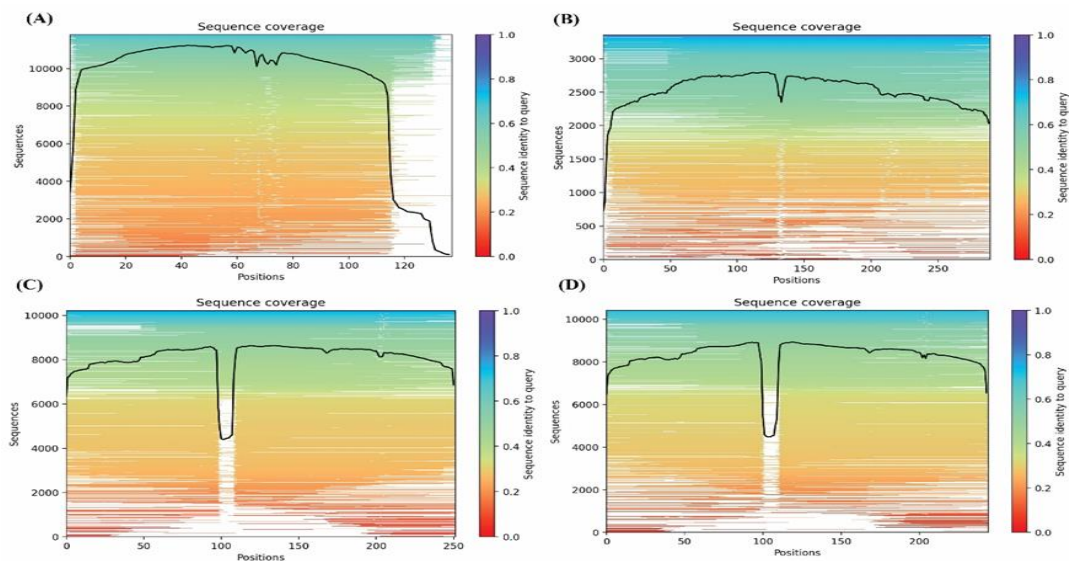 (A)
Sequence coverage
Sequences
10000
8000
6000
4000
2000
0
0 20 40 60 80 100 120
Positions
1.0
0.8
0.6
0.4
0.2
0.0
Sequence identity to query
(B)
Sequence coverage
Sequences
3000
2500
2000
1500
1000
500
0
0 50 100 150 200 250
Positions
1.0
0.8
0.6
0.4
0.2
0.0
Sequence identity to query
(C)
Sequence coverage
Sequences
10000
8000
6000
4000
2000
0
0 50 100 150 200 250
Positions
1.0
0.8
0.6
0.4
0.2
0.0
Sequence identity to query
(D)
Sequence coverage
Sequences
10000
8000
6000
4000
2000
0
0 50 100 150 200
Positions
1.0
0.8
0.6
0.4
0.2
0.0
Sequence identity to query